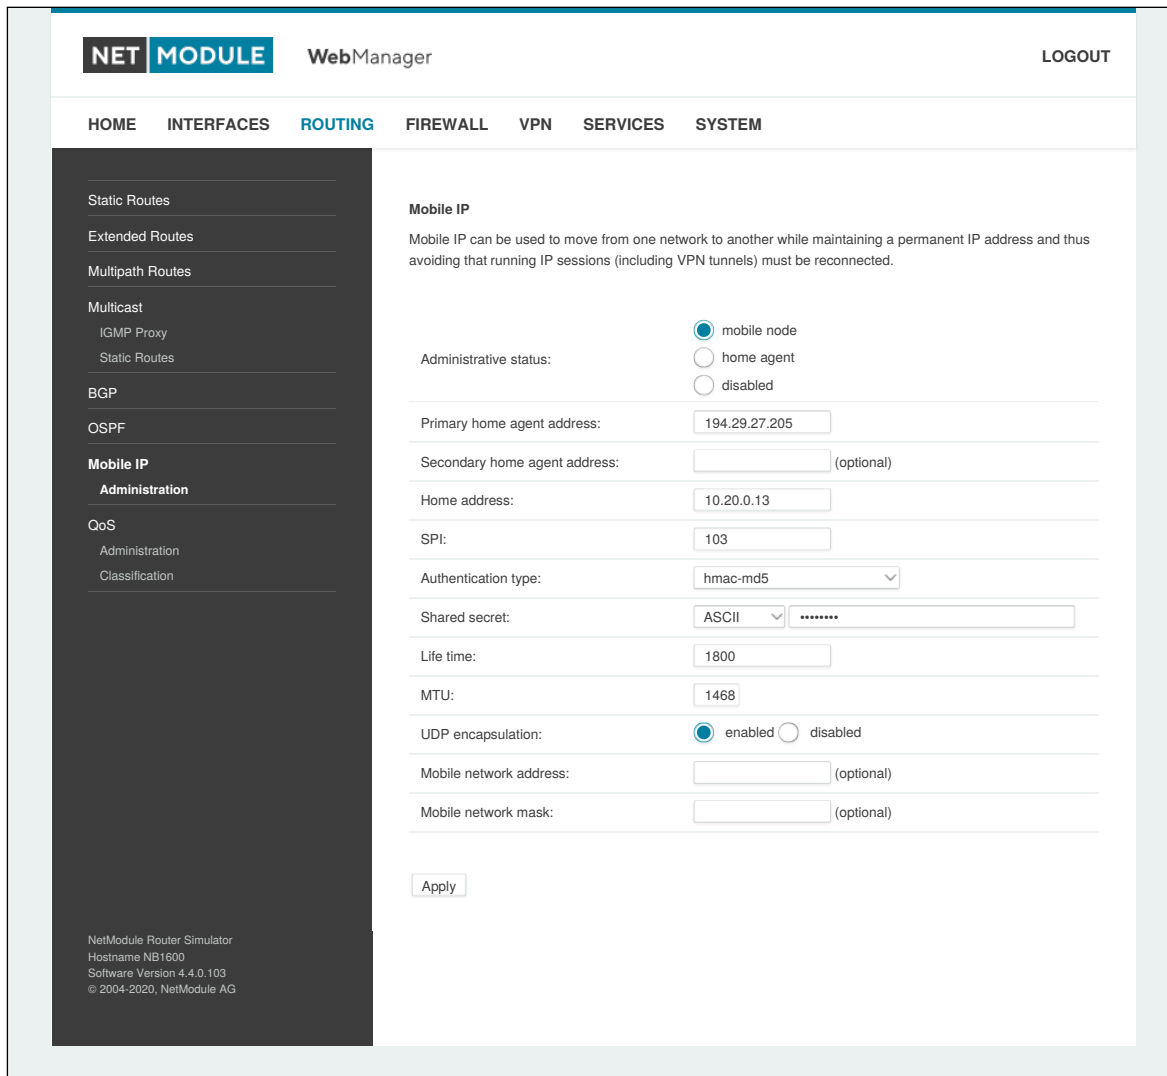 NET MODULE WebManager LOGOUT
HOME INTERFACES ROUTING FIREWALL VPN SERVICES SYSTEM
Static Routes
Extended Routes
Multipath Routes
Multicast
IGMP Proxy
Static Routes
BGP
OSPF
Mobile IP
Administration
QoS
Administration
Classification
NetModule Router Simulator
Hostname NB1600
Software Version 4.4.0.103
© 2004-2020, NetModule AG
Mobile IP
Mobile IP can be used to move from one network to another while maintaining a permanent IP address and thus
avoiding that running IP sessions (including VPN tunnels) must be reconnected.
mobile node
Administrative status: home agent
disabled
Primary home agent address: 194.29.27.205
Secondary home agent address: (optional)
Home address: 10.20.0.13
SPI: 103
Authentication type: hmac-md5
Shared secret: ASCII ••••••••
Life time: 1800
MTU: 1468
UDP encapsulation: enabled disabled
Mobile network address: (optional)
Mobile network mask: (optional)
Apply